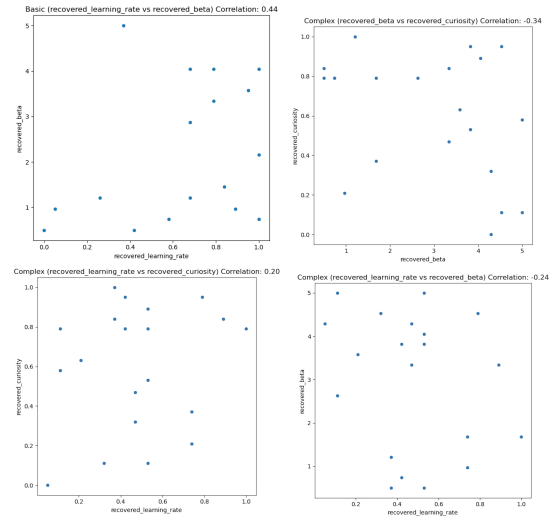 Basic (recovered_learning_rate vs recovered_beta) Correlation: 0.44
5
4
3
2
1
recovered_beta
0.0 0.2 0.4 0.6 0.8 1.0
recovered_learning_rate
Complex (recovered_beta vs recovered_curiosity) Correlation: -0.34
1.0
0.8
0.6
0.4
0.2
0.0
recovered_curiosity
1 2 3 4 5
recovered_beta
Complex (recovered_learning_rate vs recovered_curiosity) Correlation: 0.20
1.0
0.8
0.6
0.4
0.2
0.0
recovered_curiosity
0.2 0.4 0.6 0.8 1.0
recovered_learning_rate
Complex (recovered_learning_rate vs recovered_beta) Correlation: -0.24
5
4
3
2
1
recovered_beta
0.2 0.4 0.6 0.8 1.0
recovered_learning_rate